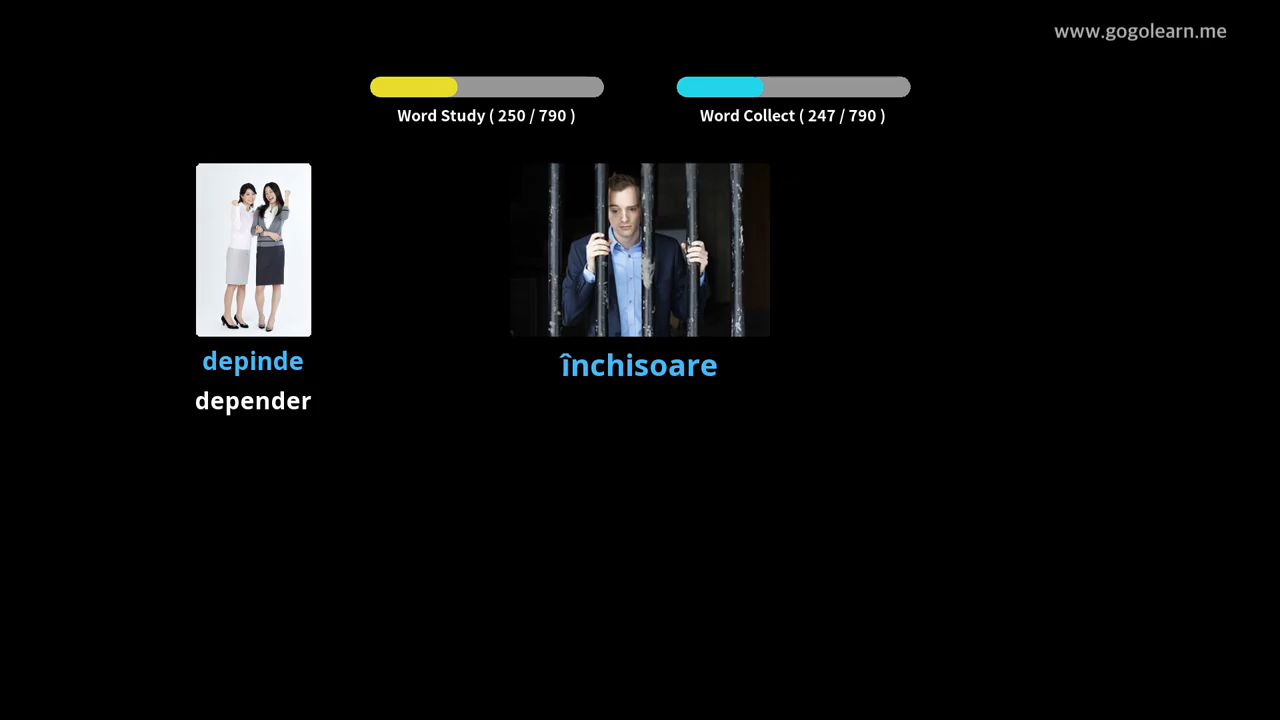 www.gogolearn.me
Word Study ( 250 / 790 )
Word Collect ( 247 / 790 )
depinde
depender
închisoare